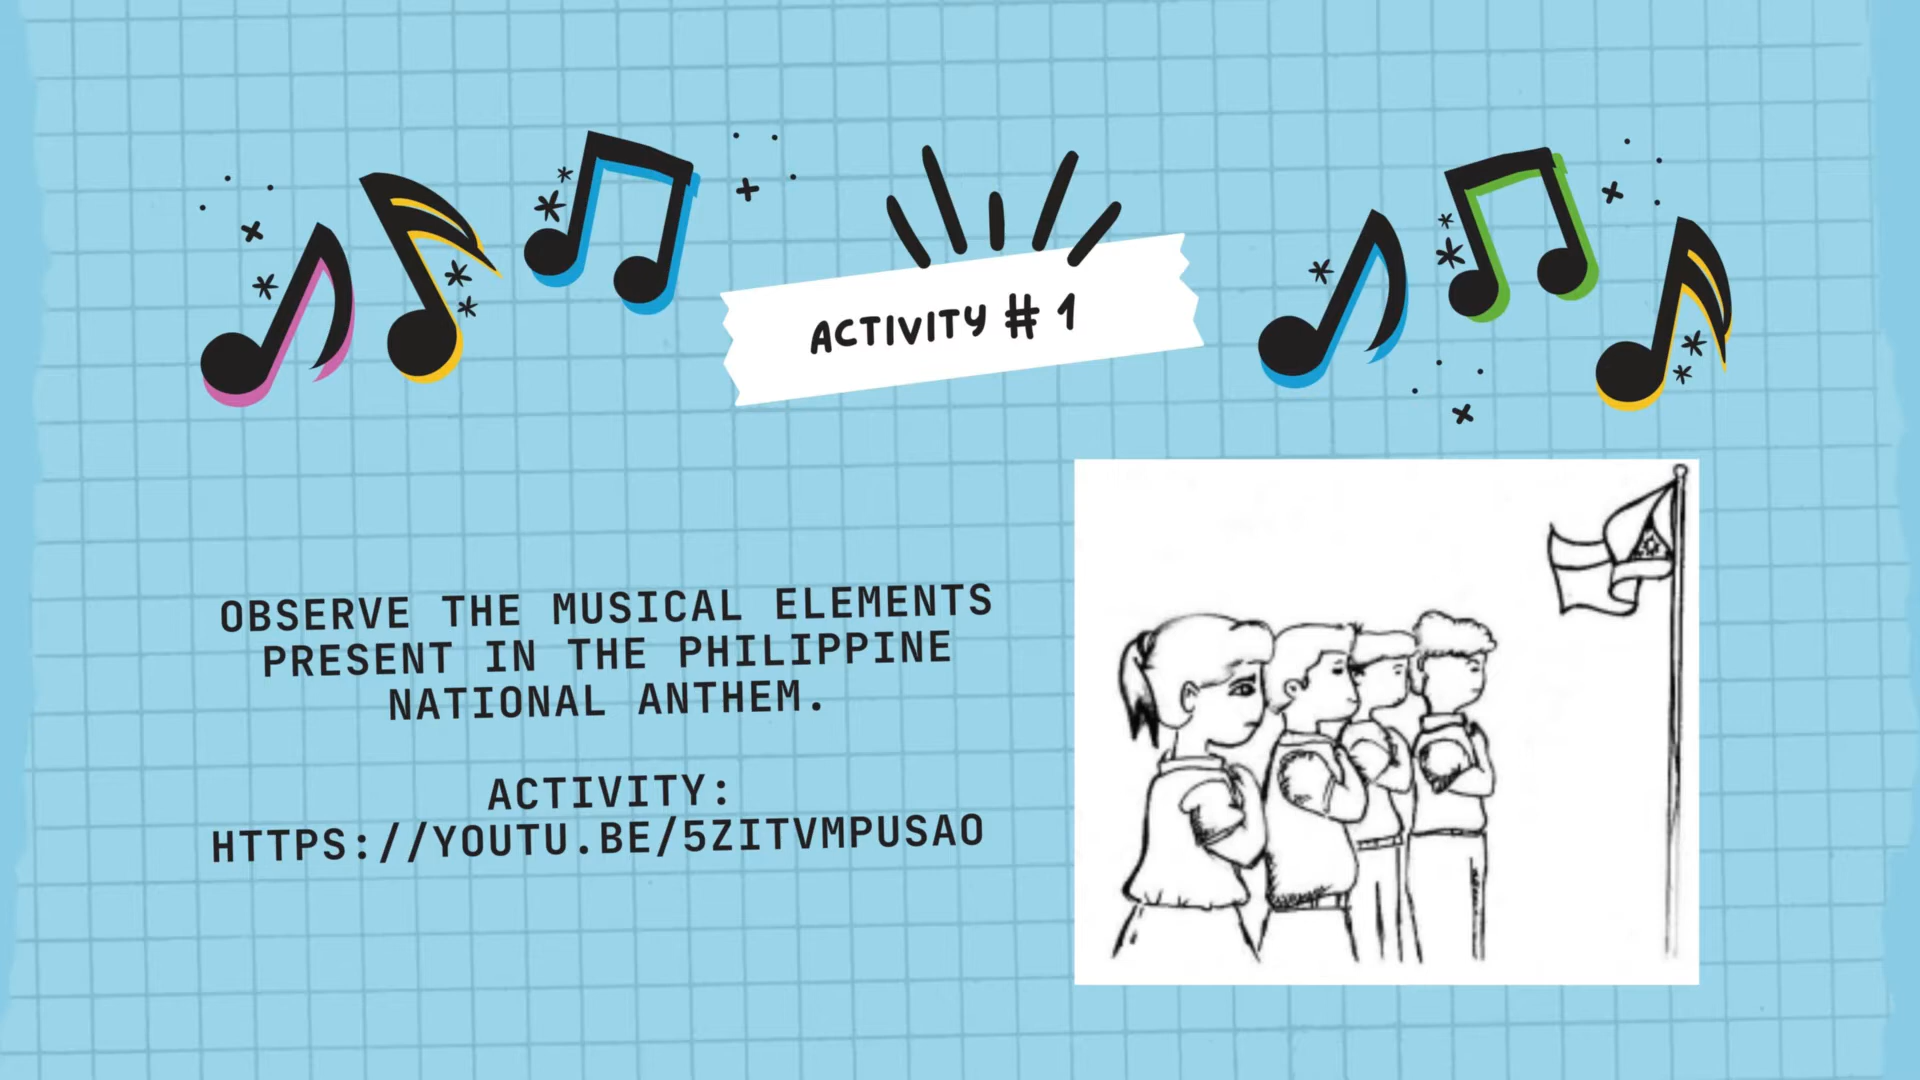 ACTIVITY # 1
OBSERVE THE MUSICAL ELEMENTS
PRESENT IN THE PHILIPPINE
NATIONAL ANTHEM.
ACTIVITY:
HTTPS://YOUTU.BE/5ZITVMPUSAO